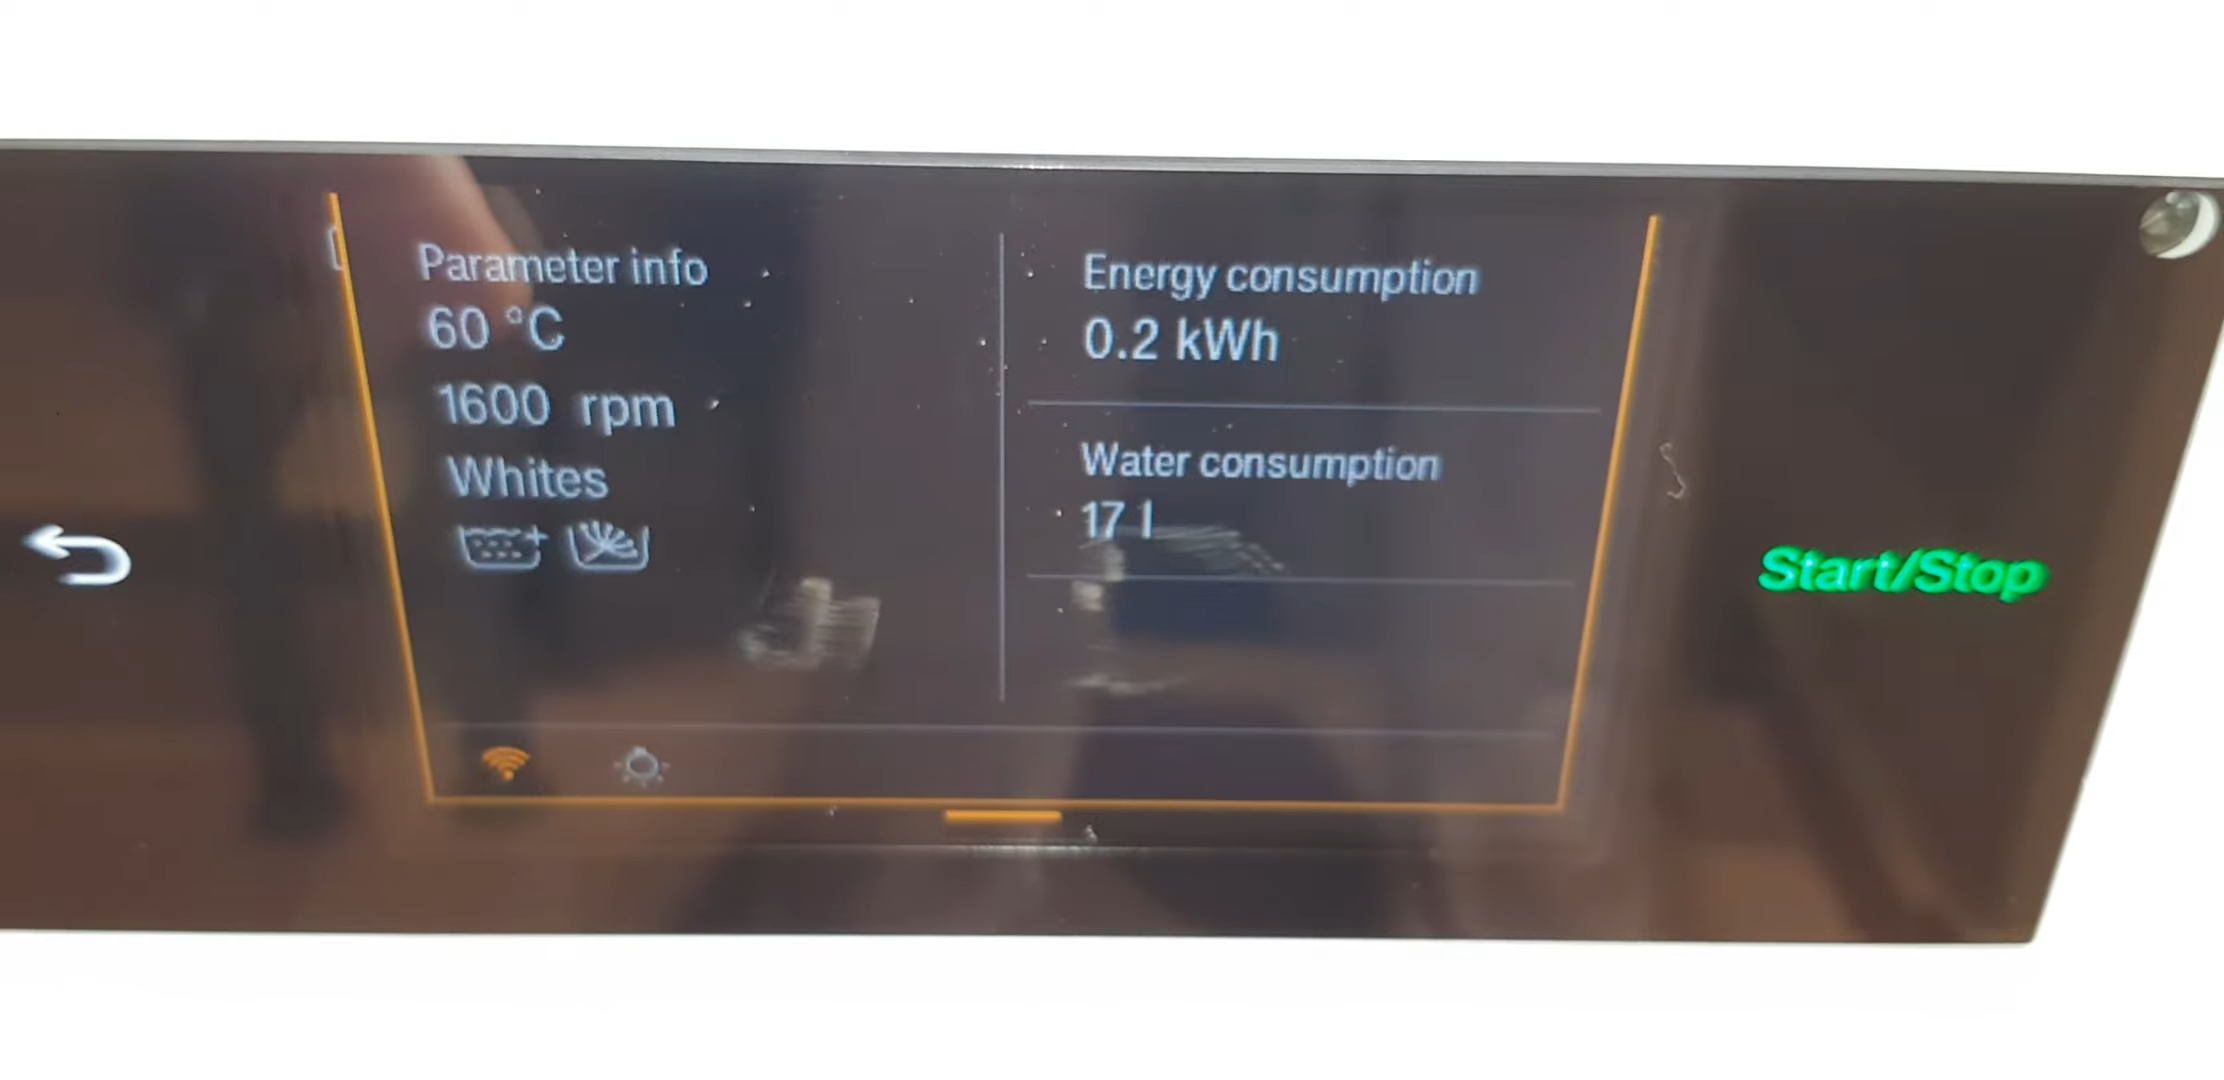 Parameter info
60 °C
1600 rpm
Whites
Energy consumption
0.2 kWh
Water consumption
17 l
Start/Stop